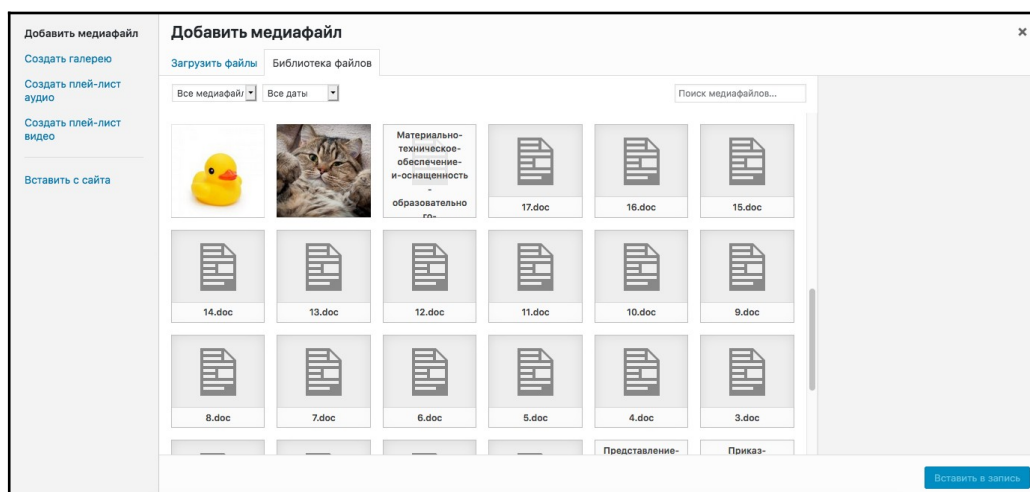 Добавить медиафайл
Создать галерею
Создать плей-лист
аудио
Создать плей-лист
видео
Вставить с сайта
Добавить медиафайл
×
Загрузить файлы
Библиотека файлов
Все медиафай
Все даты
Поиск медиафайлов...
Материально-
техническое-
обеспечение-
и-оснащенность
-
образовательно
го-
17.doc
16.doc
15.doc
14.doc
13.doc
12.doc
11.doc
10.doc
9.doc
8.doc
7.doc
6.doc
5.doc
4.doc
3.doc
Представление-
Приказ-
Вставить в запись